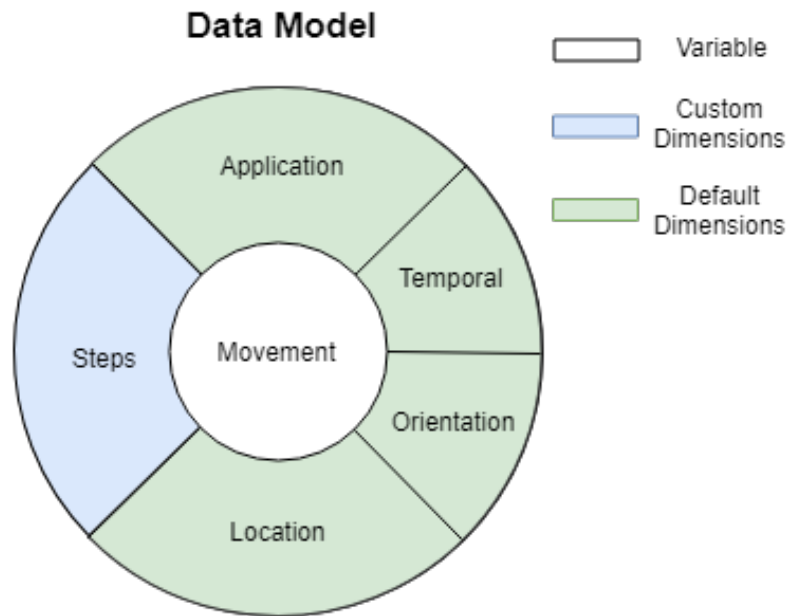 Data Model
Variable
Custom
Dimensions
Default
Dimensions
Application
Temporal
Steps
Movement
Orientation
Location